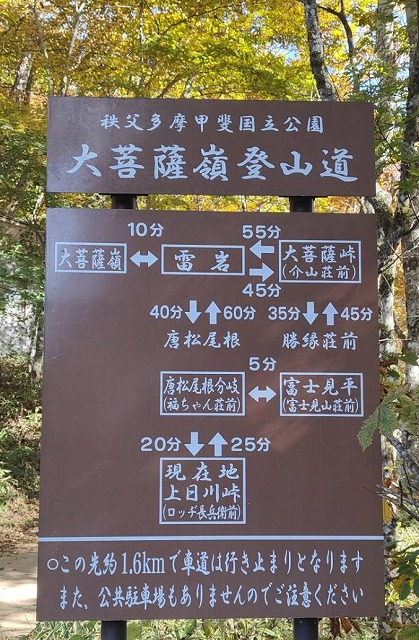 秩父多摩甲斐国立公園
大菩薩嶺登山道
10分 55分
大菩薩嶺 雷岩 大菩薩峠
(介山荘前)
45分
40分 60分 35分 45分
唐松尾根 勝縁荘前
5分
唐松尾根分岐 富士見平
(福ちゃん荘前) (富士見山荘前)
20分 25分
現在地
上日川峠
(ロッヂ長兵衛前)
○この先約1.6kmで車道は行き止まりとなります
また、公共駐車場もありませんのでご注意ください